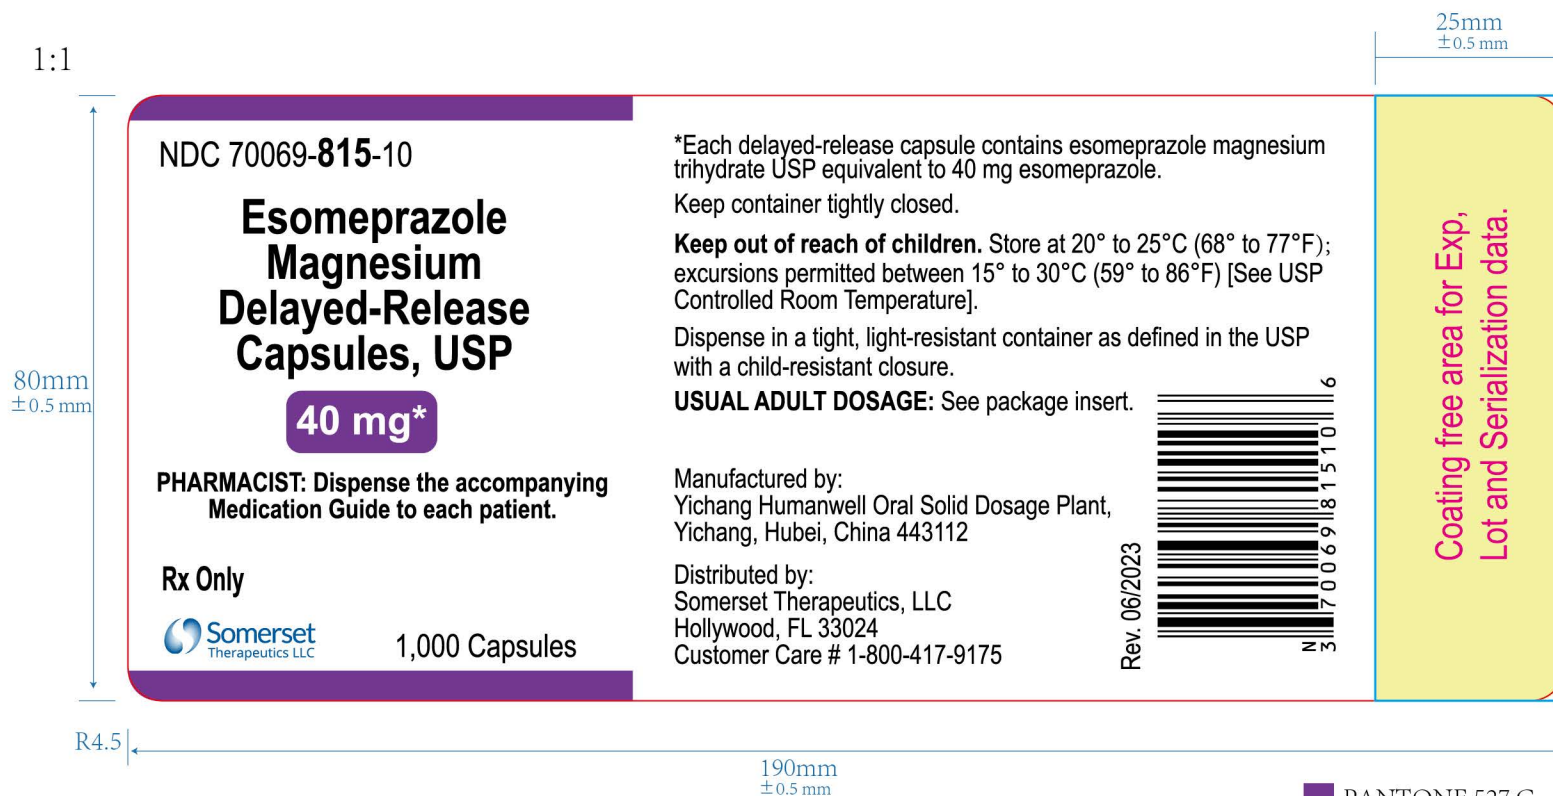 1:1
25mm
±0.5 mm
NDC 70069-815-10
Esomeprazole
Magnesium
Delayed-Release
Capsules, USP
40 mg*
PHARMACIST: Dispense the accompanying
Medication Guide to each patient.
Rx Only
Somerset
Therapeutics LLC
1,000 Capsules
*Each delayed-release capsule contains esomeprazole magnesium
trihydrate USP equivalent to 40 mg esomeprazole.
Keep container tightly closed.
Keep out of reach of children. Store at 20° to 25°C (68° to 77°F);
excursions permitted between 15° to 30°C (59° to 86°F) [See USP
Controlled Room Temperature].
Dispense in a tight, light-resistant container as defined in the USP
with a child-resistant closure.
USUAL ADULT DOSAGE: See package insert.
Manufactured by:
Yichang Humanwell Oral Solid Dosage Plant,
Yichang, Hubei, China 443112
Distributed by:
Somerset Therapeutics, LLC
Hollywood, FL 33024
Customer Care # 1-800-417-9175
Rev. 06/2023
N
3 70069 81510 6
Coating free area for Exp,
Lot and Serialization data.
80mm
±0.5 mm
R4.5
190mm
±0.5 mm
PANTONE 527 C